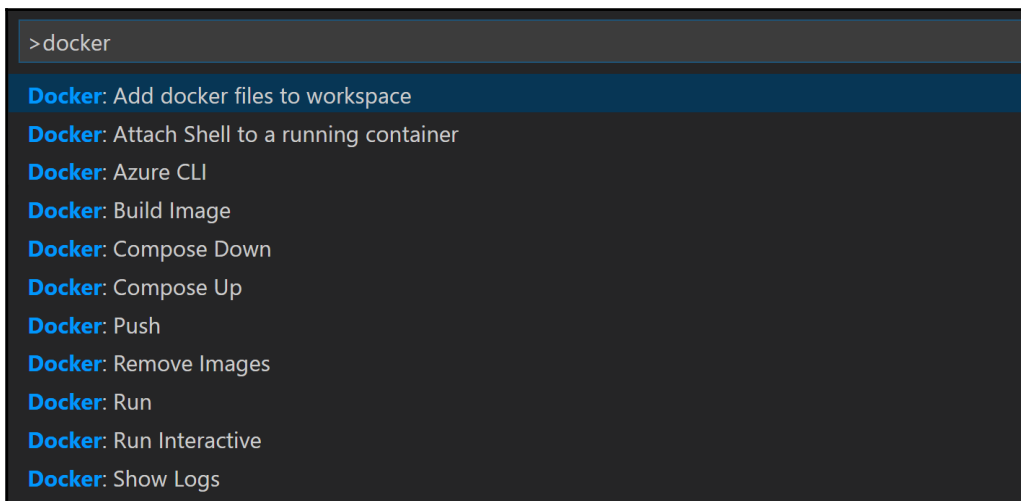 >docker
Docker: Add docker files to workspace
Docker: Attach Shell to a running container
Docker: Azure CLI
Docker: Build Image
Docker: Compose Down
Docker: Compose Up
Docker: Push
Docker: Remove Images
Docker: Run
Docker: Run Interactive
Docker: Show Logs